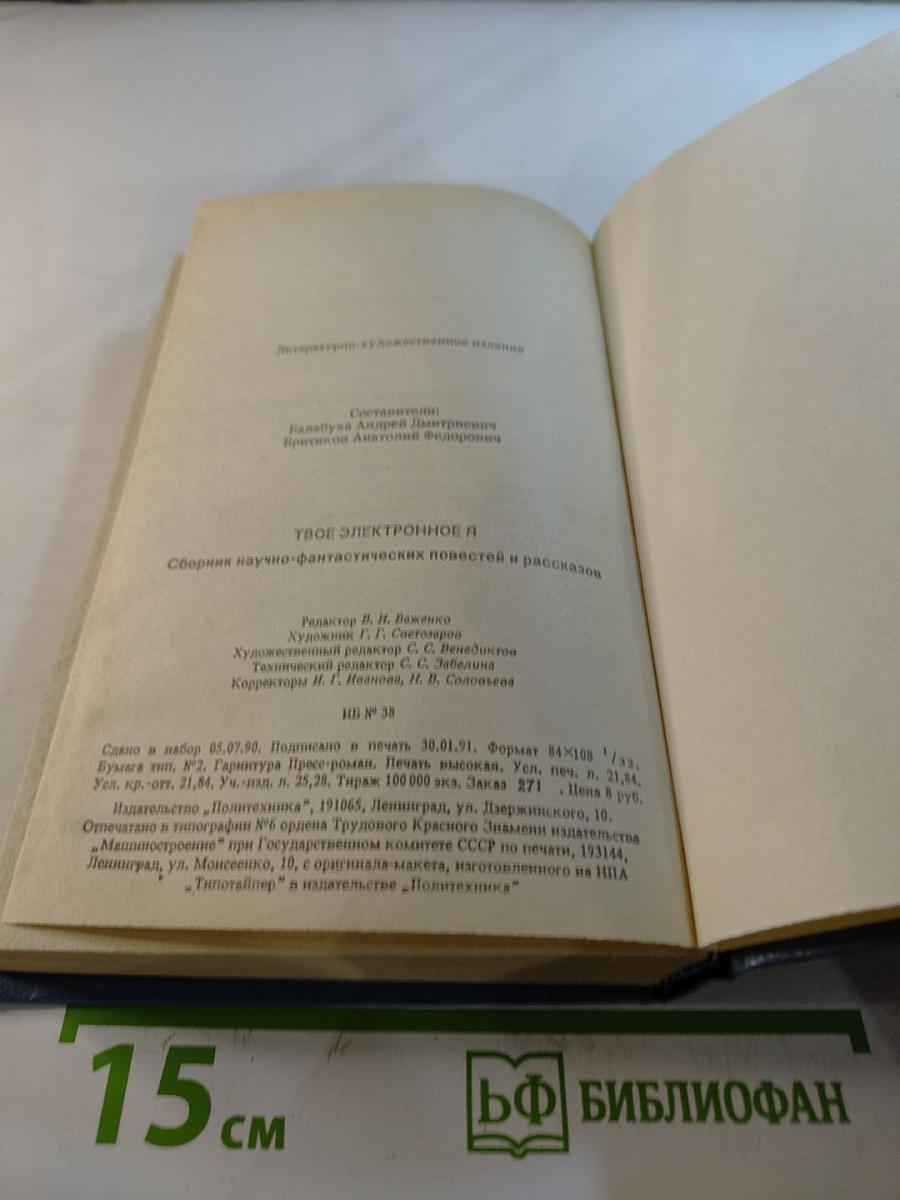 Литературно-художественное издание
Составители:
Балабуха Андрей Дмитриевич
Бритиков Анатолий Федорович
ТВОЕ ЭЛЕКТРОННОЕ Я
Сборник научно-фантастических повестей и рассказов
Редактор В. И. Важенко
Художник Г. Г. Светозаров
Художественный редактор С. С. Венедиктов
Технический редактор С. С. Забелина
Корректоры И. Г. Иванова, Н. В. Соловьева
ИБ № 38
Сдано в набор 05.07.90. Подписано в печать 30.01.91. Формат 84×108 1/32.
Бумага тип. №2. Гарнитура Пресс-роман. Печать высокая. Усл. печ. л. 21,84.
Усл. кр.-отт. 21,84. Уч.-изд. л. 25,28. Тираж 100 000 экз. Заказ 271 . Цена 8 руб.
Издательство „Политехника", 191065, Ленинград, ул. Дзержинского, 10.
Отпечатано в типографии №6 ордена Трудового Красного Знамени издательства
„Машиностроение" при Государственном комитете СССР по печати, 193144,
Ленинград, ул. Моисеенко, 10, с оригинала-макета, изготовленного на НПА
„Типотайпер" в издательстве „Политехника"
15 см
ЬФ БИБЛИОФАН